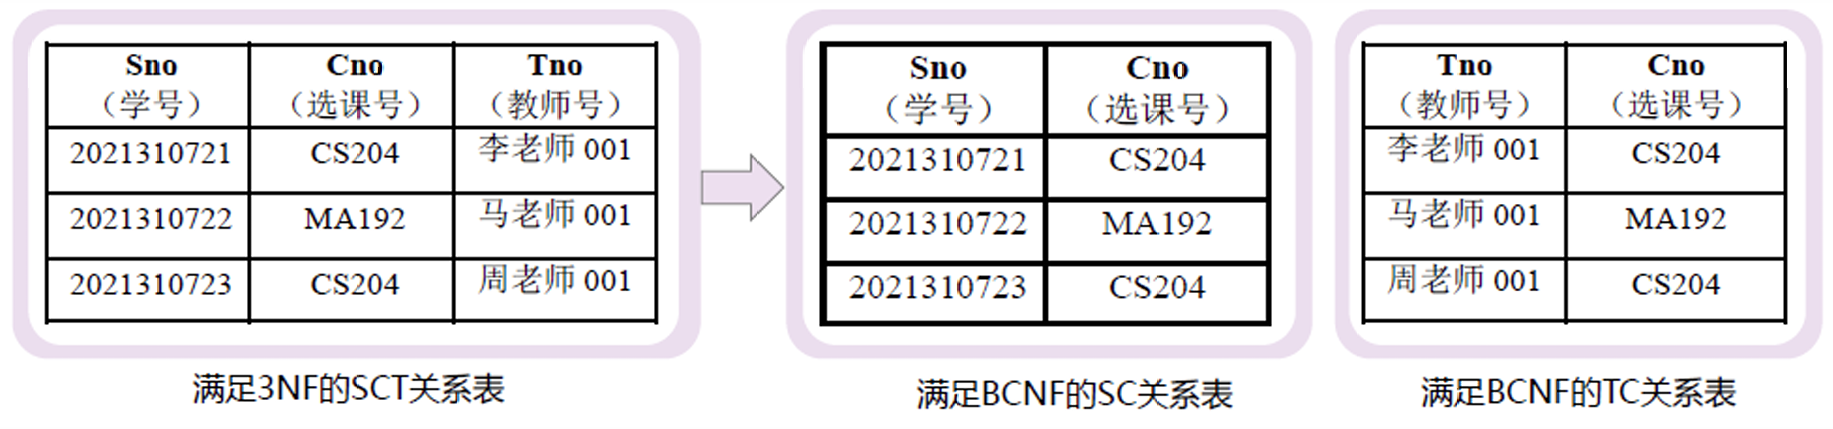 Sno Cno Tno
（学号） （选课号） （教师号）
2021310721 CS204 李老师 001
2021310722 MA192 马老师 001
2021310723 CS204 周老师 001
满足3NF的SCT关系表
Sno Cno
（学号） （选课号）
2021310721 CS204
2021310722 MA192
2021310723 CS204
满足BCNF的SC关系表
Tno Cno
（教师号） （选课号）
李老师 001 CS204
马老师 001 MA192
周老师 001 CS204
满足BCNF的TC关系表